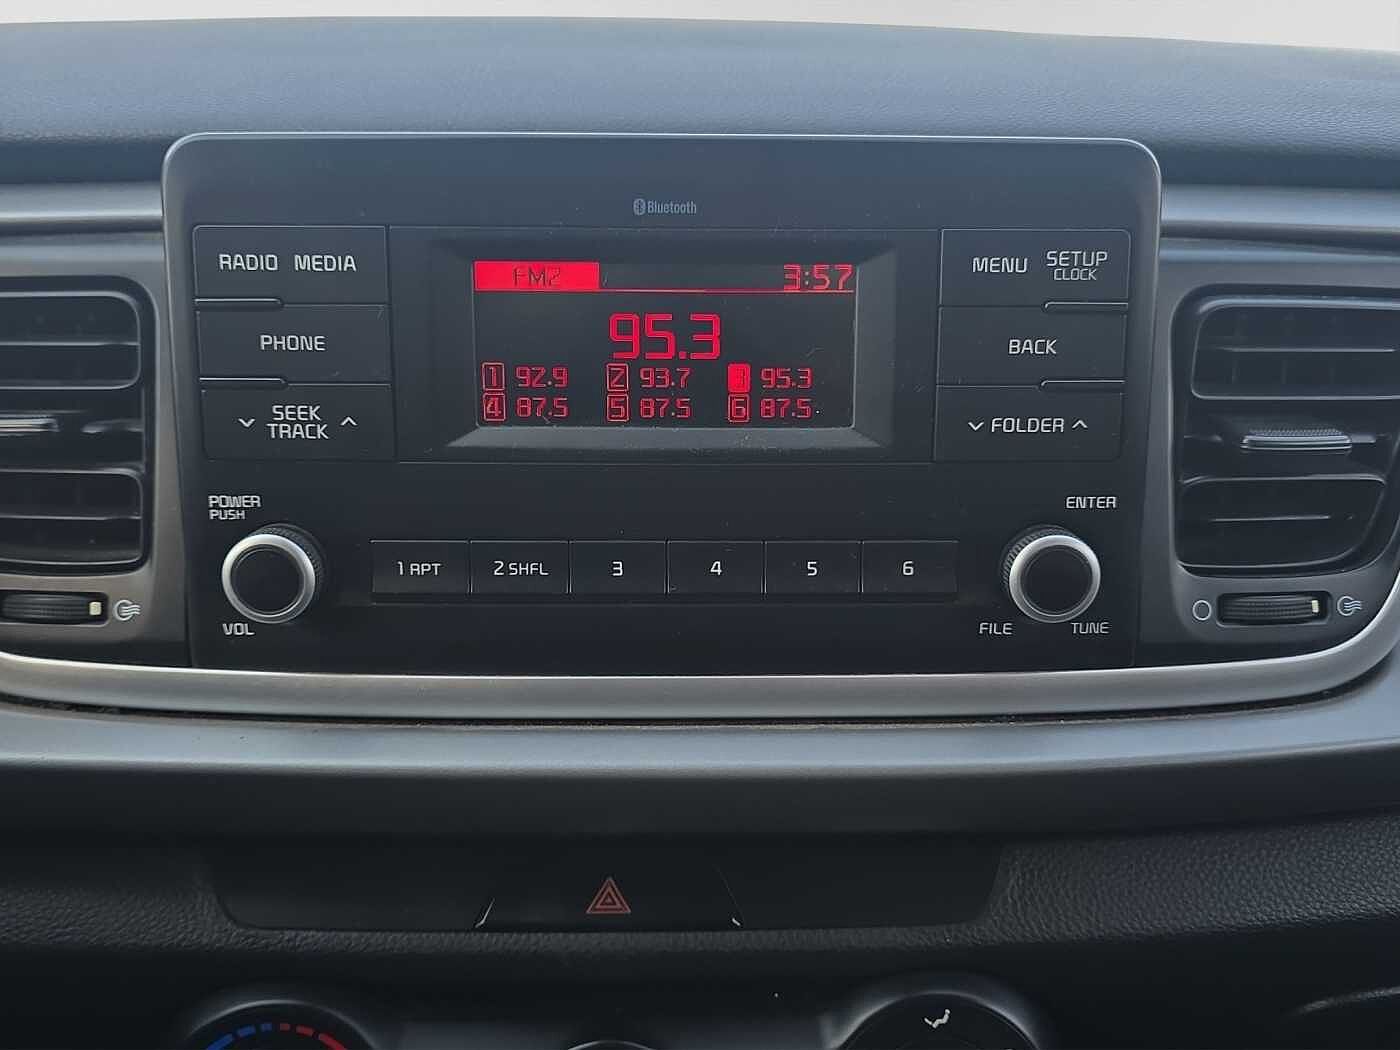 Bluetooth
RADIO MEDIA
PHONE
SEEK
TRACK
FM2 3:57
95.3
1 92.9 2 93.7 3 95.3
4 87.5 5 87.5 6 87.5
MENU SETUP
CLOCK
BACK
FOLDER
POWER
PUSH
VOL
1 RPT 2 SHFL 3 4 5 6
ENTER
FILE TUNE